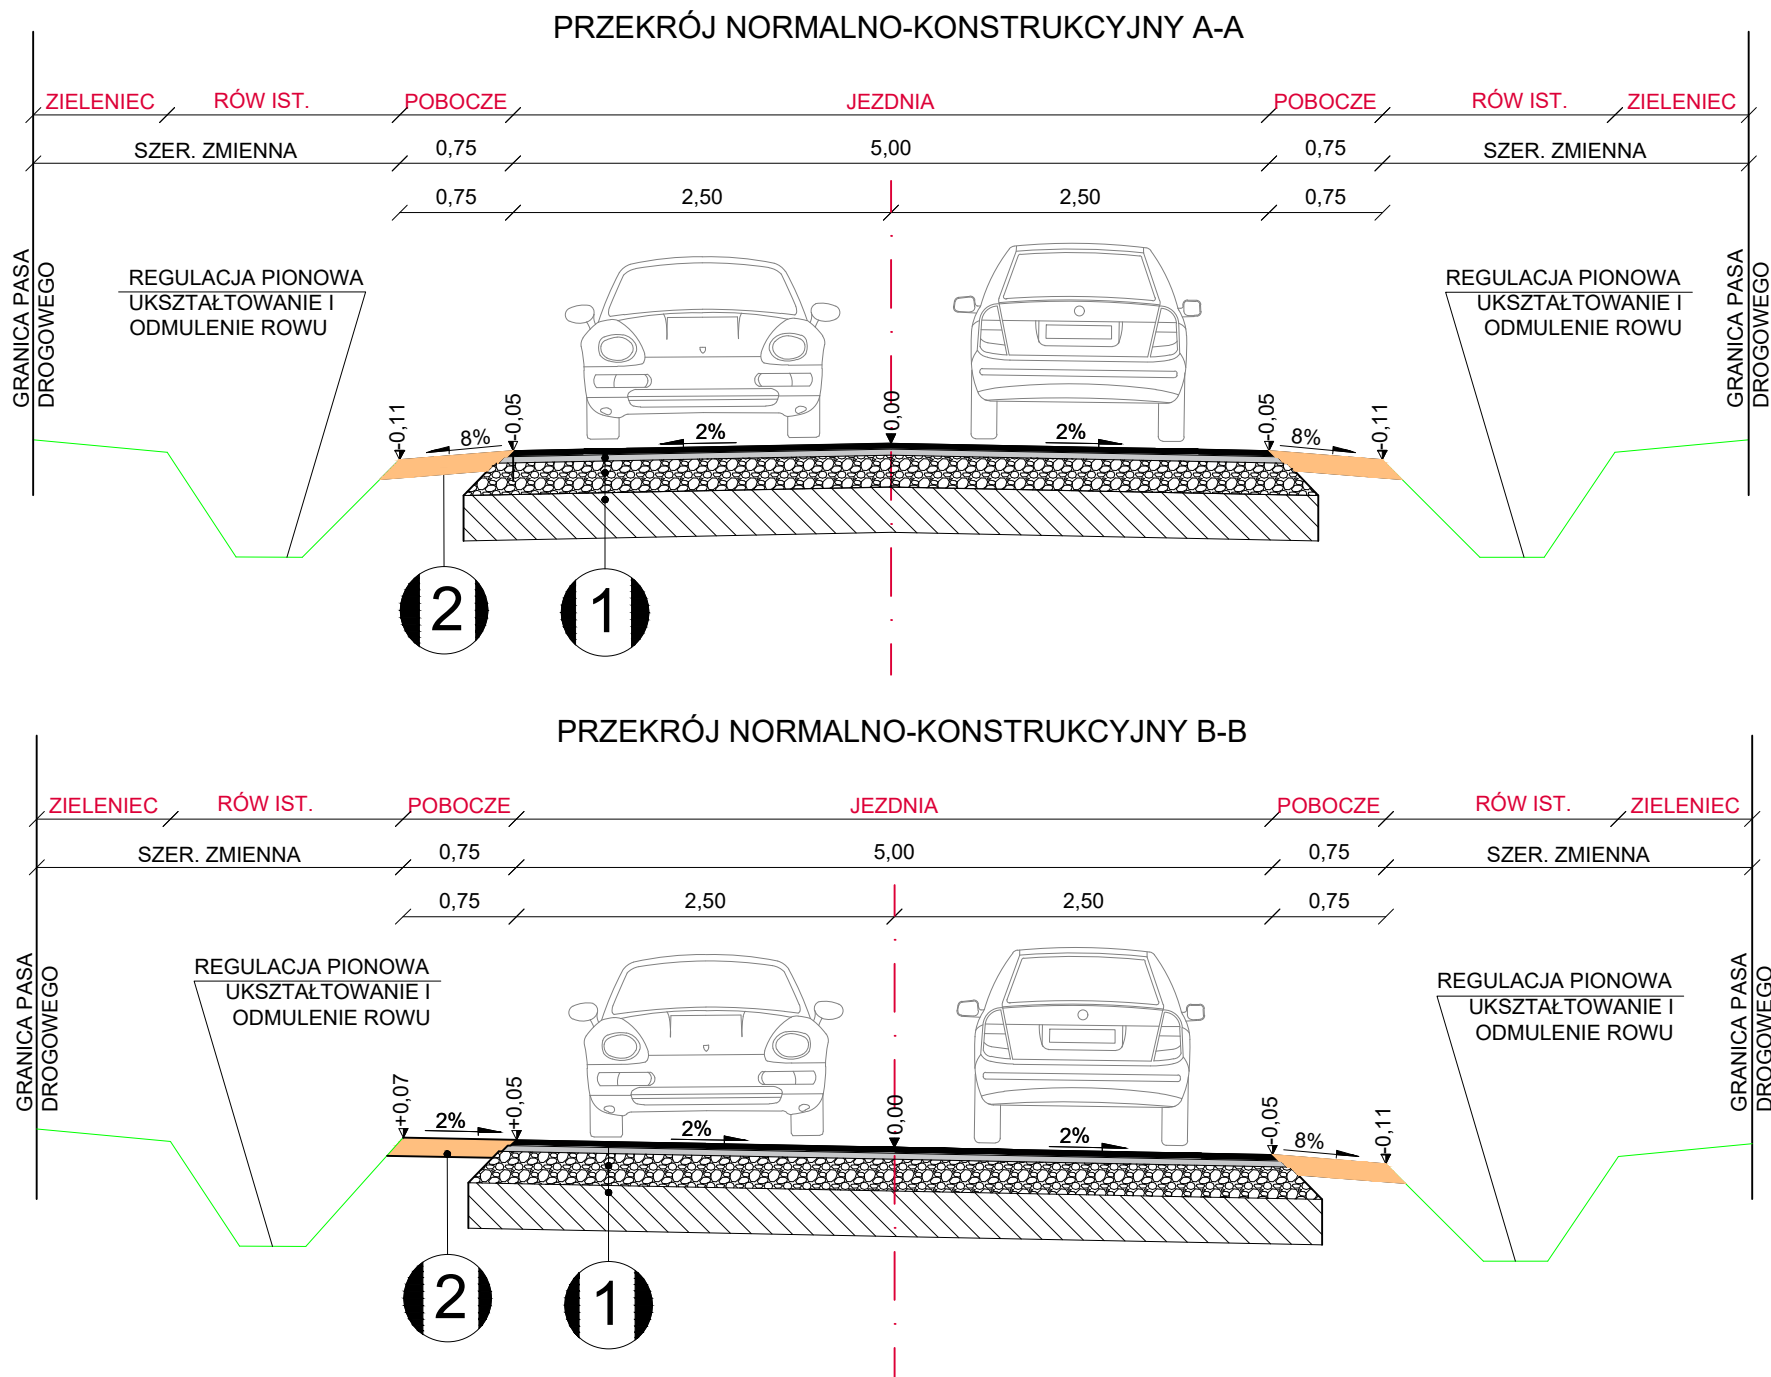 PRZEKRÓJ NORMALNO-KONSTRUKCYJNY A-A
ZIELENIEC RÓW IST. POBOCZE JEZDNIA POBOCZE RÓW IST. ZIELENIEC
SZER. ZMIENNA 0,75 5,00 0,75 SZER. ZMIENNA
0,75 2,50 2,50 0,75
GRANICA PASA
DROGOWEGO
REGULACJA PIONOWA
UKSZTAŁTOWANIE I
ODMULENIE ROWU
REGULACJA PIONOWA
UKSZTAŁTOWANIE I
ODMULENIE ROWU
GRANICA PASA
DROGOWEGO
-0,11 8% -0,05 2% 0,00 2% -0,05 8% -0,11
2 1
PRZEKRÓJ NORMALNO-KONSTRUKCYJNY B-B
ZIELENIEC RÓW IST. POBOCZE JEZDNIA POBOCZE RÓW IST. ZIELENIEC
SZER. ZMIENNA 0,75 5,00 0,75 SZER. ZMIENNA
0,75 2,50 2,50 0,75
GRANICA PASA
DROGOWEGO
REGULACJA PIONOWA
UKSZTAŁTOWANIE I
ODMULENIE ROWU
REGULACJA PIONOWA
UKSZTAŁTOWANIE I
ODMULENIE ROWU
GRANICA PASA
DROGOWEGO
+0,07 2% +0,05 2% 0,00 2% -0,05 8% -0,11
2 1